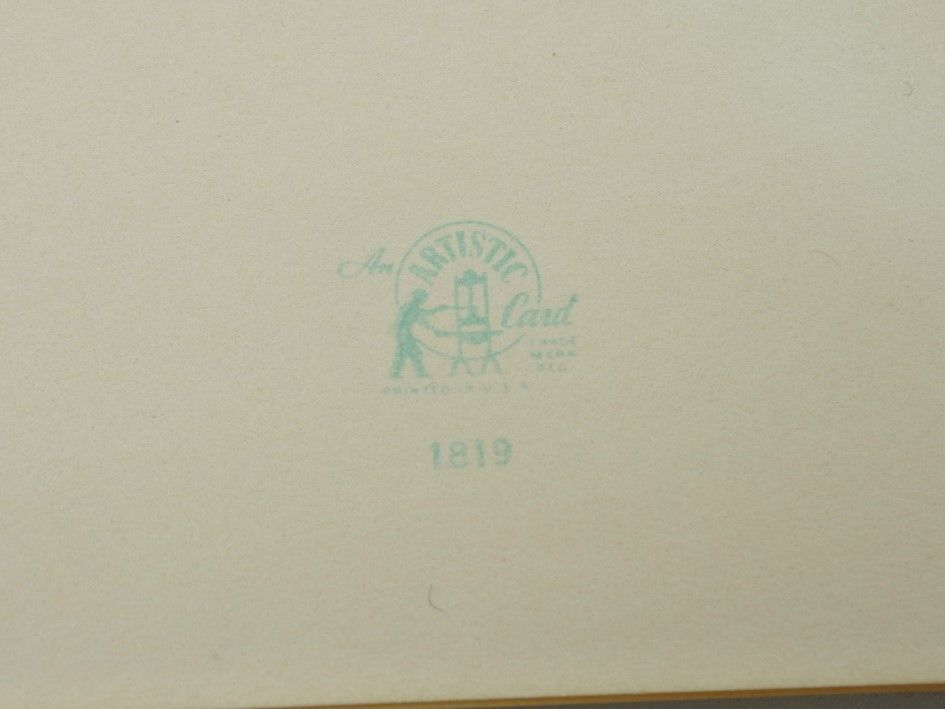 An ARTISTIC Card
TRADE
MARK
REG
PRINTED IN U.S.A.
1819